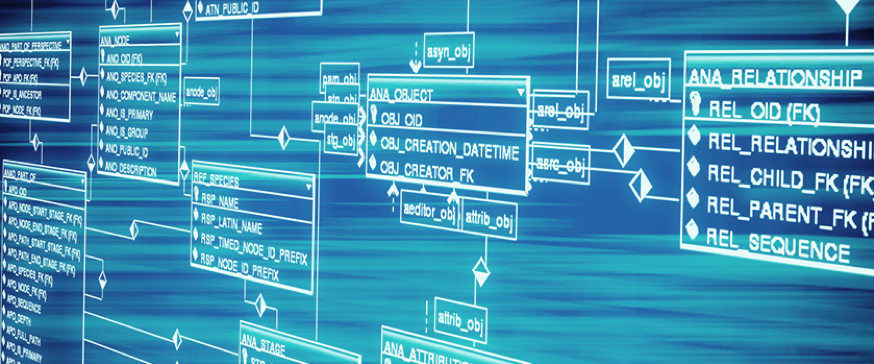 ATN_PUBLIC_ID
ANAD_PART_OF_PERSPECTIVE
POP_PERSPECTIVE_FK (FK)
POP_APO_FK (FK)
POP_IS_ANCESTOR
POP_NODE_FK (FK)
ANA_NODE
ANO_OID (FK)
ANO_SPECIES_FK (FK)
ANO_COMPONENT_NAME
ANO_IS_PRIMARY
ANO_IS_GROUP
ANO_PUBLIC_ID
ANO_DESCRIPTION
anode_obj
asyn_obj
pam_obj
atn_obj
anode_obj
stg_obj
ANA_OBJECT
OBJ_OID
OBJ_CREATION_DATETIME
OBJ_CREATOR_FK
arel_obj
asrc_obj
aeditor_obj
attrib_obj
arel_obj
ANA_RELATIONSHIP
REL_OID (FK)
REL_RELATIONSHI
REL_CHILD_FK (FK
REL_PARENT_FK (F
REL_SEQUENCE
ANAD_PART_OF
APO_OID
APO_NODE_START_STAGE_FK (FK)
APO_NODE_END_STAGE_FK (FK)
APO_PATH_START_STAGE_FK (FK)
APO_PATH_END_STAGE_FK (FK)
APO_SPECIES_FK (FK)
APO_NODE_FK (FK)
APO_SEQUENCE
APO_DEPTH
APO_FULL_PATH
APO_IS_PRIMARY
REF_SPECIES
RSP_NAME
RSP_LATIN_NAME
RSP_TIMED_NODE_ID_PREFIX
RSP_NODE_ID_PREFIX
attrib_obj
ANA_STAGE
ANA_ATTRIBUTIO